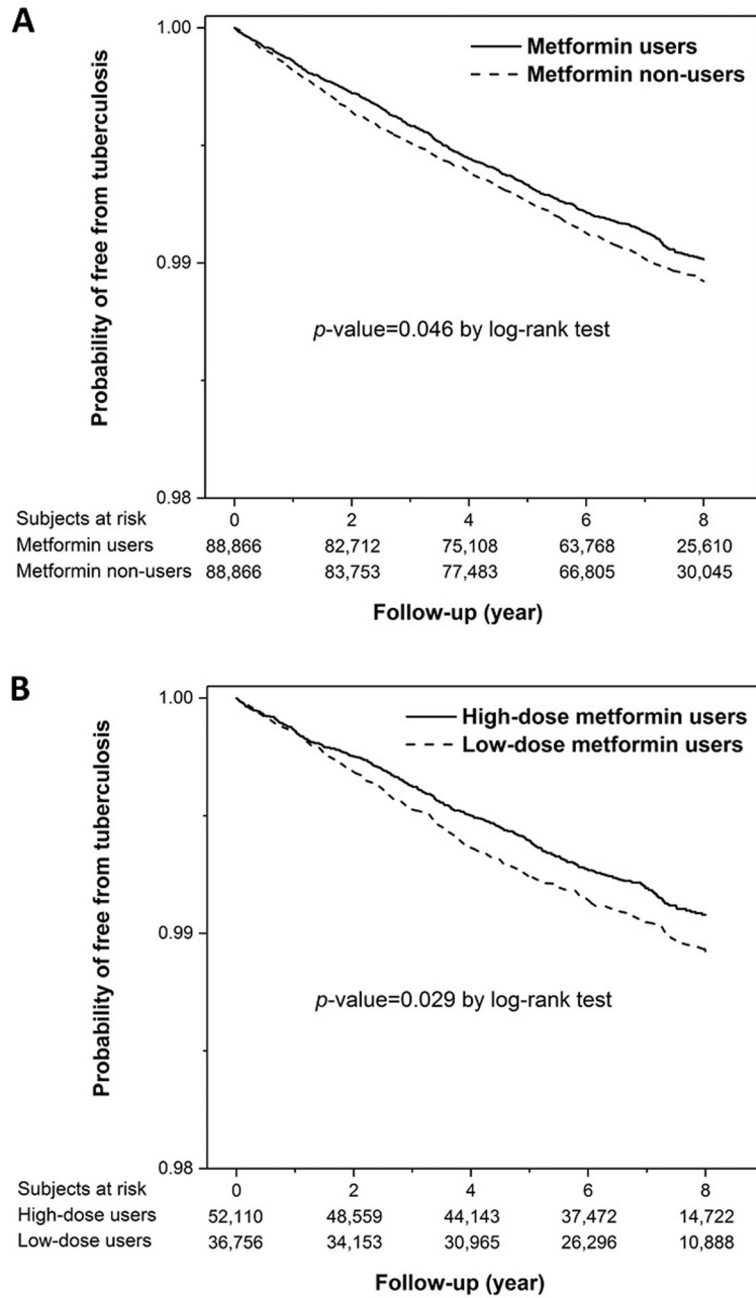 A
Metformin users
Metformin non-users
1.00
0.99
0.98
Probability of free from tuberculosis
p-value=0.046 by log-rank test
Subjects at risk 0 2 4 6 8
Metformin users 88,866 82,712 75,108 63,768 25,610
Metformin non-users 88,866 83,753 77,483 66,805 30,045
Follow-up (year)
B
High-dose metformin users
Low-dose metformin users
1.00
0.99
0.98
Probability of free from tuberculosis
p-value=0.029 by log-rank test
Subjects at risk 0 2 4 6 8
High-dose users 52,110 48,559 44,143 37,472 14,722
Low-dose users 36,756 34,153 30,965 26,296 10,888
Follow-up (year)